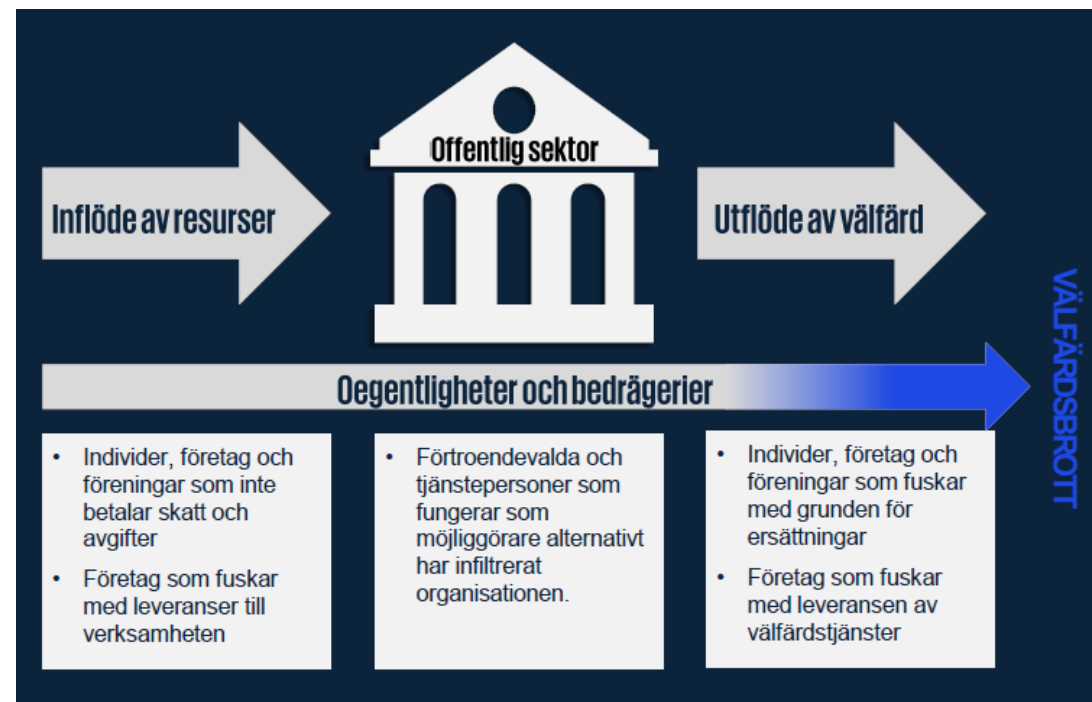 Offentlig sektor
Inflöde av resurser
Utflöde av välfärd
VÄLFÄRDSBROTT
Oegentligheter och bedrägerier
• Individer, företag och
föreningar som inte
betalar skatt och
avgifter
• Företag som fuskar
med leveranser till
verksamheten
• Förtroendevalda och
tjänstepersoner som
fungerar som
möjliggörare alternativt
har infiltrerat
organisationen.
• Individer, företag och
föreningar som fuskar
med grunden för
ersättningar
• Företag som fuskar
med leveransen av
välfärdstjänster